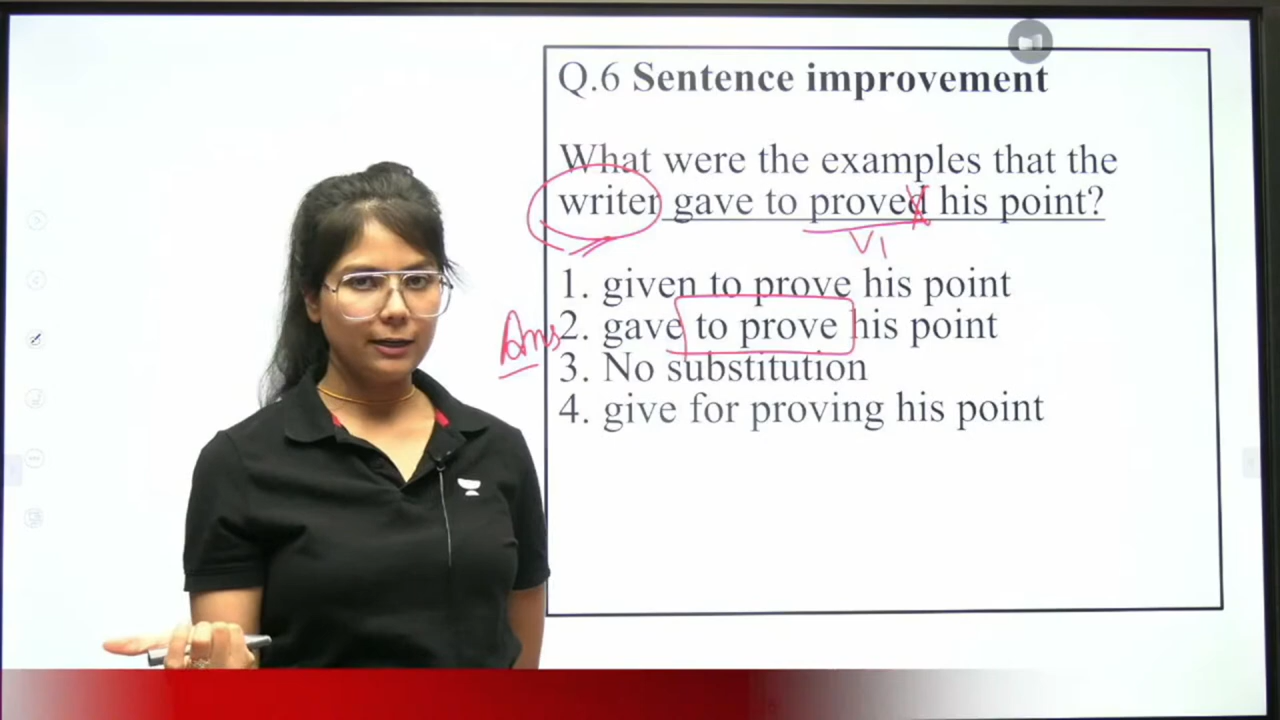 Q.6 Sentence improvement
What were the examples that the
writer gave to proved his point?
V1
1. given to prove his point
Ans 2. gave to prove his point
3. No substitution
4. give for proving his point